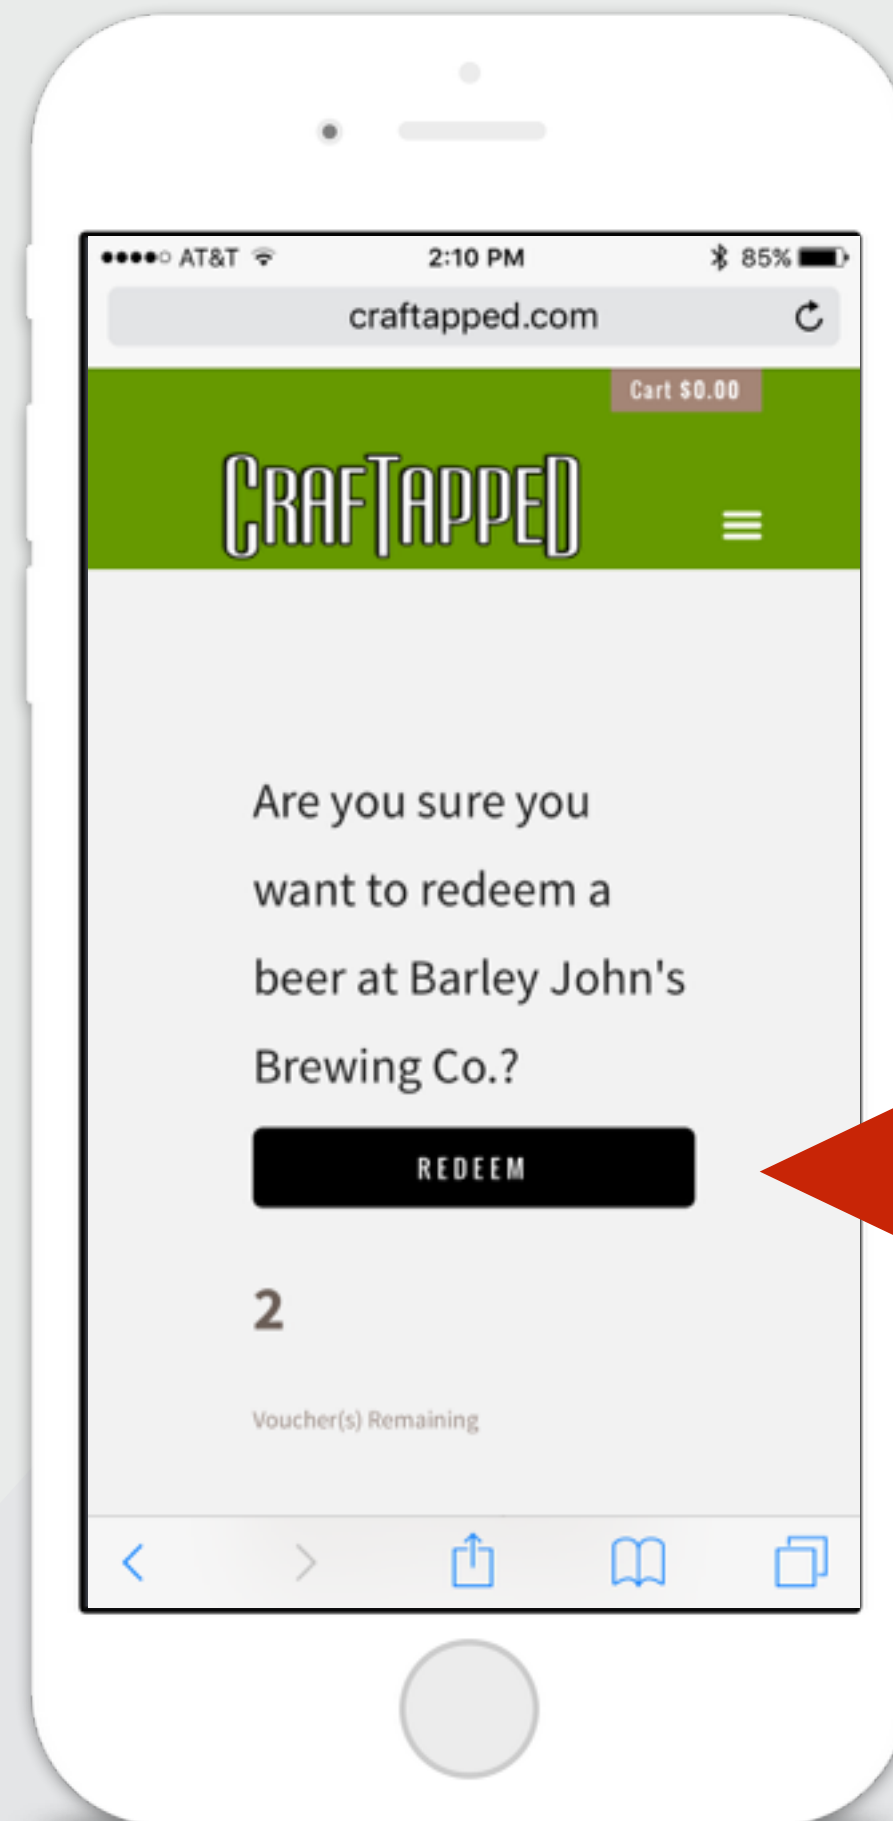 AT&T 2:10 PM 85%
craftapped.com
Cart $0.00
CRAFTAPPED
Are you sure you
want to redeem a
beer at Barley John's
Brewing Co.?
REDEEM
2
Voucher(s) Remaining